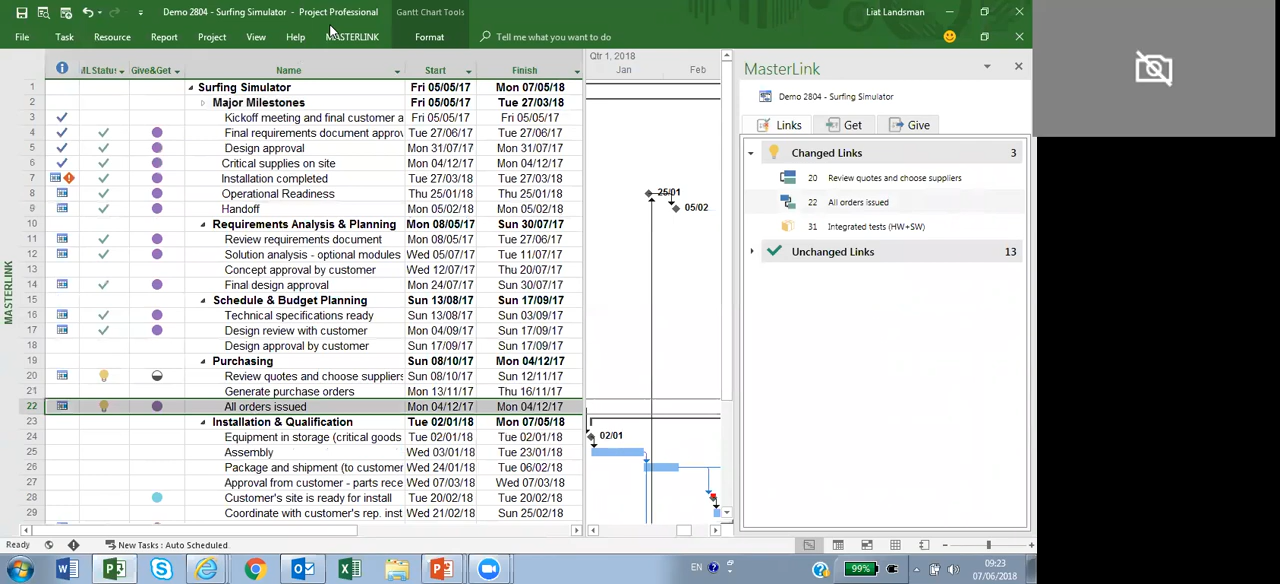 Demo 2804 - Surfing Simulator - Project Professional
Gantt Chart Tools
Liat Landsman
File Task Resource Report Project View Help MASTERLINK Format Tell me what you want to do
ML Status Give&Get Name Start Finish
Qtr 1, 2018
Jan Feb
1 Surfing Simulator Fri 05/05/17 Mon 07/05/18
2 Major Milestones Fri 05/05/17 Tue 27/03/18
3 Kickoff meeting and final customer a Fri 05/05/17 Fri 05/05/17
4 Final requirements document approv Tue 27/06/17 Tue 27/06/17
5 Design approval Mon 31/07/17 Mon 31/07/17
6 Critical supplies on site Mon 04/12/17 Mon 04/12/17
7 Installation completed Tue 27/03/18 Tue 27/03/18
8 Operational Readiness Thu 25/01/18 Thu 25/01/18 25/01
9 Handoff Mon 05/02/18 Mon 05/02/18 05/02
10 Requirements Analysis & Planning Mon 08/05/17 Sun 30/07/17
11 Review requirements document Mon 08/05/17 Tue 27/06/17
12 Solution analysis - optional modules Wed 05/07/17 Tue 11/07/17
13 Concept approval by customer Wed 12/07/17 Thu 20/07/17
14 Final design approval Mon 24/07/17 Sun 30/07/17
15 Schedule & Budget Planning Sun 13/08/17 Sun 17/09/17
16 Technical specifications ready Sun 13/08/17 Sun 03/09/17
17 Design review with customer Mon 04/09/17 Sun 17/09/17
18 Design approval by customer Sun 17/09/17 Sun 17/09/17
19 Purchasing Sun 08/10/17 Mon 04/12/17
20 Review quotes and choose suppliers Sun 08/10/17 Sun 12/11/17
21 Generate purchase orders Mon 13/11/17 Thu 16/11/17
22 All orders issued Mon 04/12/17 Mon 04/12/17
23 Installation & Qualification Tue 02/01/18 Mon 07/05/18
24 Equipment in storage (critical goods Tue 02/01/18 Tue 02/01/18 02/01
25 Assembly Wed 03/01/18 Tue 23/01/18
26 Package and shipment (to customer Wed 24/01/18 Tue 06/02/18
27 Approval from customer - parts rece Wed 07/03/18 Wed 07/03/18
28 Customer's site is ready for install Tue 20/02/18 Tue 20/02/18
29 Coordinate with customer's rep. inst Wed 21/02/18 Sun 25/02/18
MASTERLINK
MasterLink
Demo 2804 - Surfing Simulator
Links Get Give
Changed Links 3
20 Review quotes and choose suppliers
22 All orders issued
31 Integrated tests (HW+SW)
Unchanged Links 13
Ready New Tasks : Auto Scheduled
EN 99% 09:23
07/06/2018